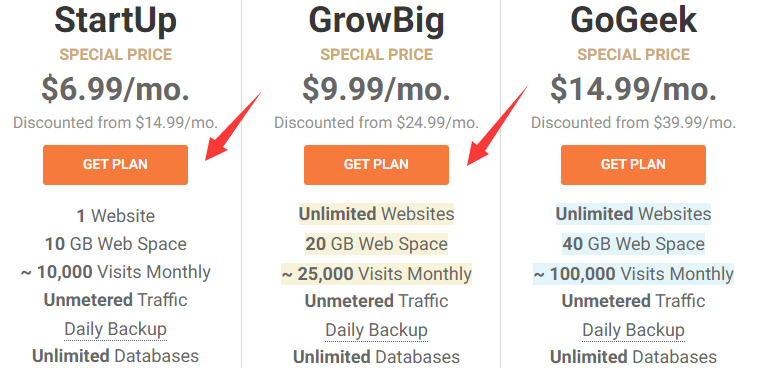 StartUp
SPECIAL PRICE
$6.99/mo.
Discounted from $14.99/mo.
GET PLAN
1 Website
10 GB Web Space
~ 10,000 Visits Monthly
Unmetered Traffic
Daily Backup
Unlimited Databases
GrowBig
SPECIAL PRICE
$9.99/mo.
Discounted from $24.99/mo.
GET PLAN
Unlimited Websites
20 GB Web Space
~ 25,000 Visits Monthly
Unmetered Traffic
Daily Backup
Unlimited Databases
GoGeek
SPECIAL PRICE
$14.99/mo.
Discounted from $39.99/mo.
GET PLAN
Unlimited Websites
40 GB Web Space
~ 100,000 Visits Monthly
Unmetered Traffic
Daily Backup
Unlimited Databases